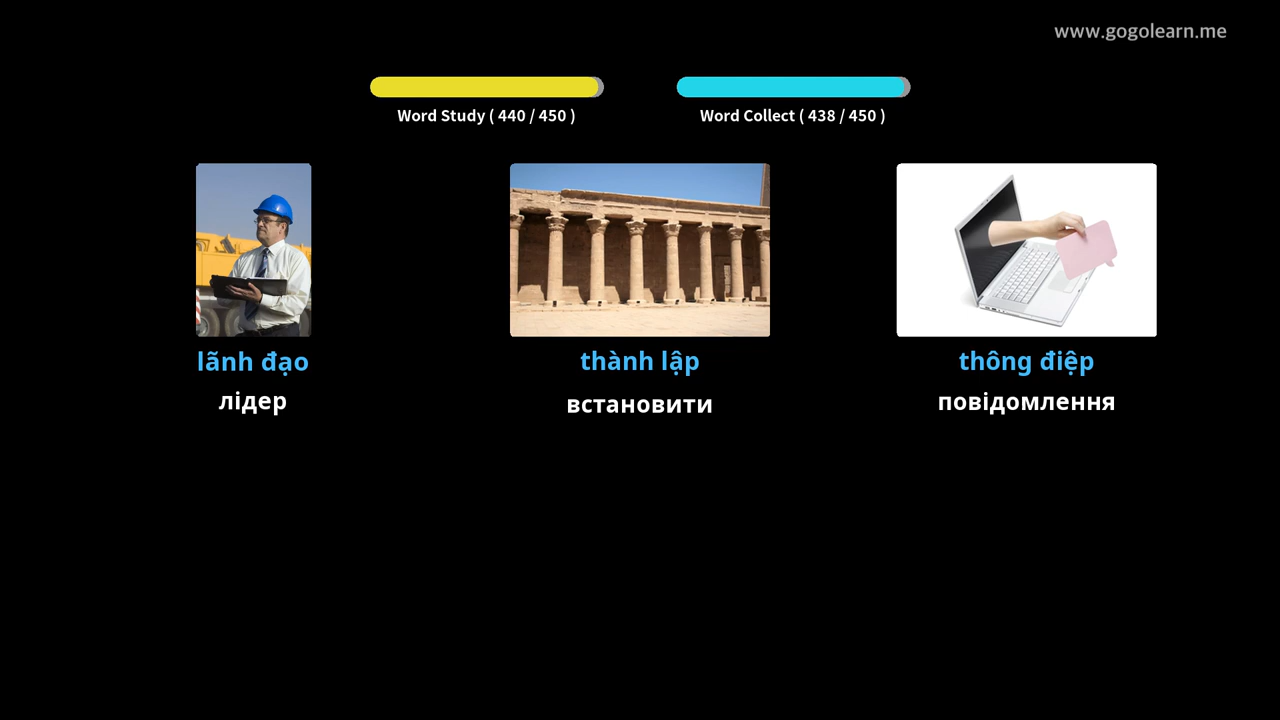 www.gogolearn.me
Word Study ( 440 / 450 )
Word Collect ( 438 / 450 )
lãnh đạo
thành lập
thông điệp
лідер
встановити
повідомлення